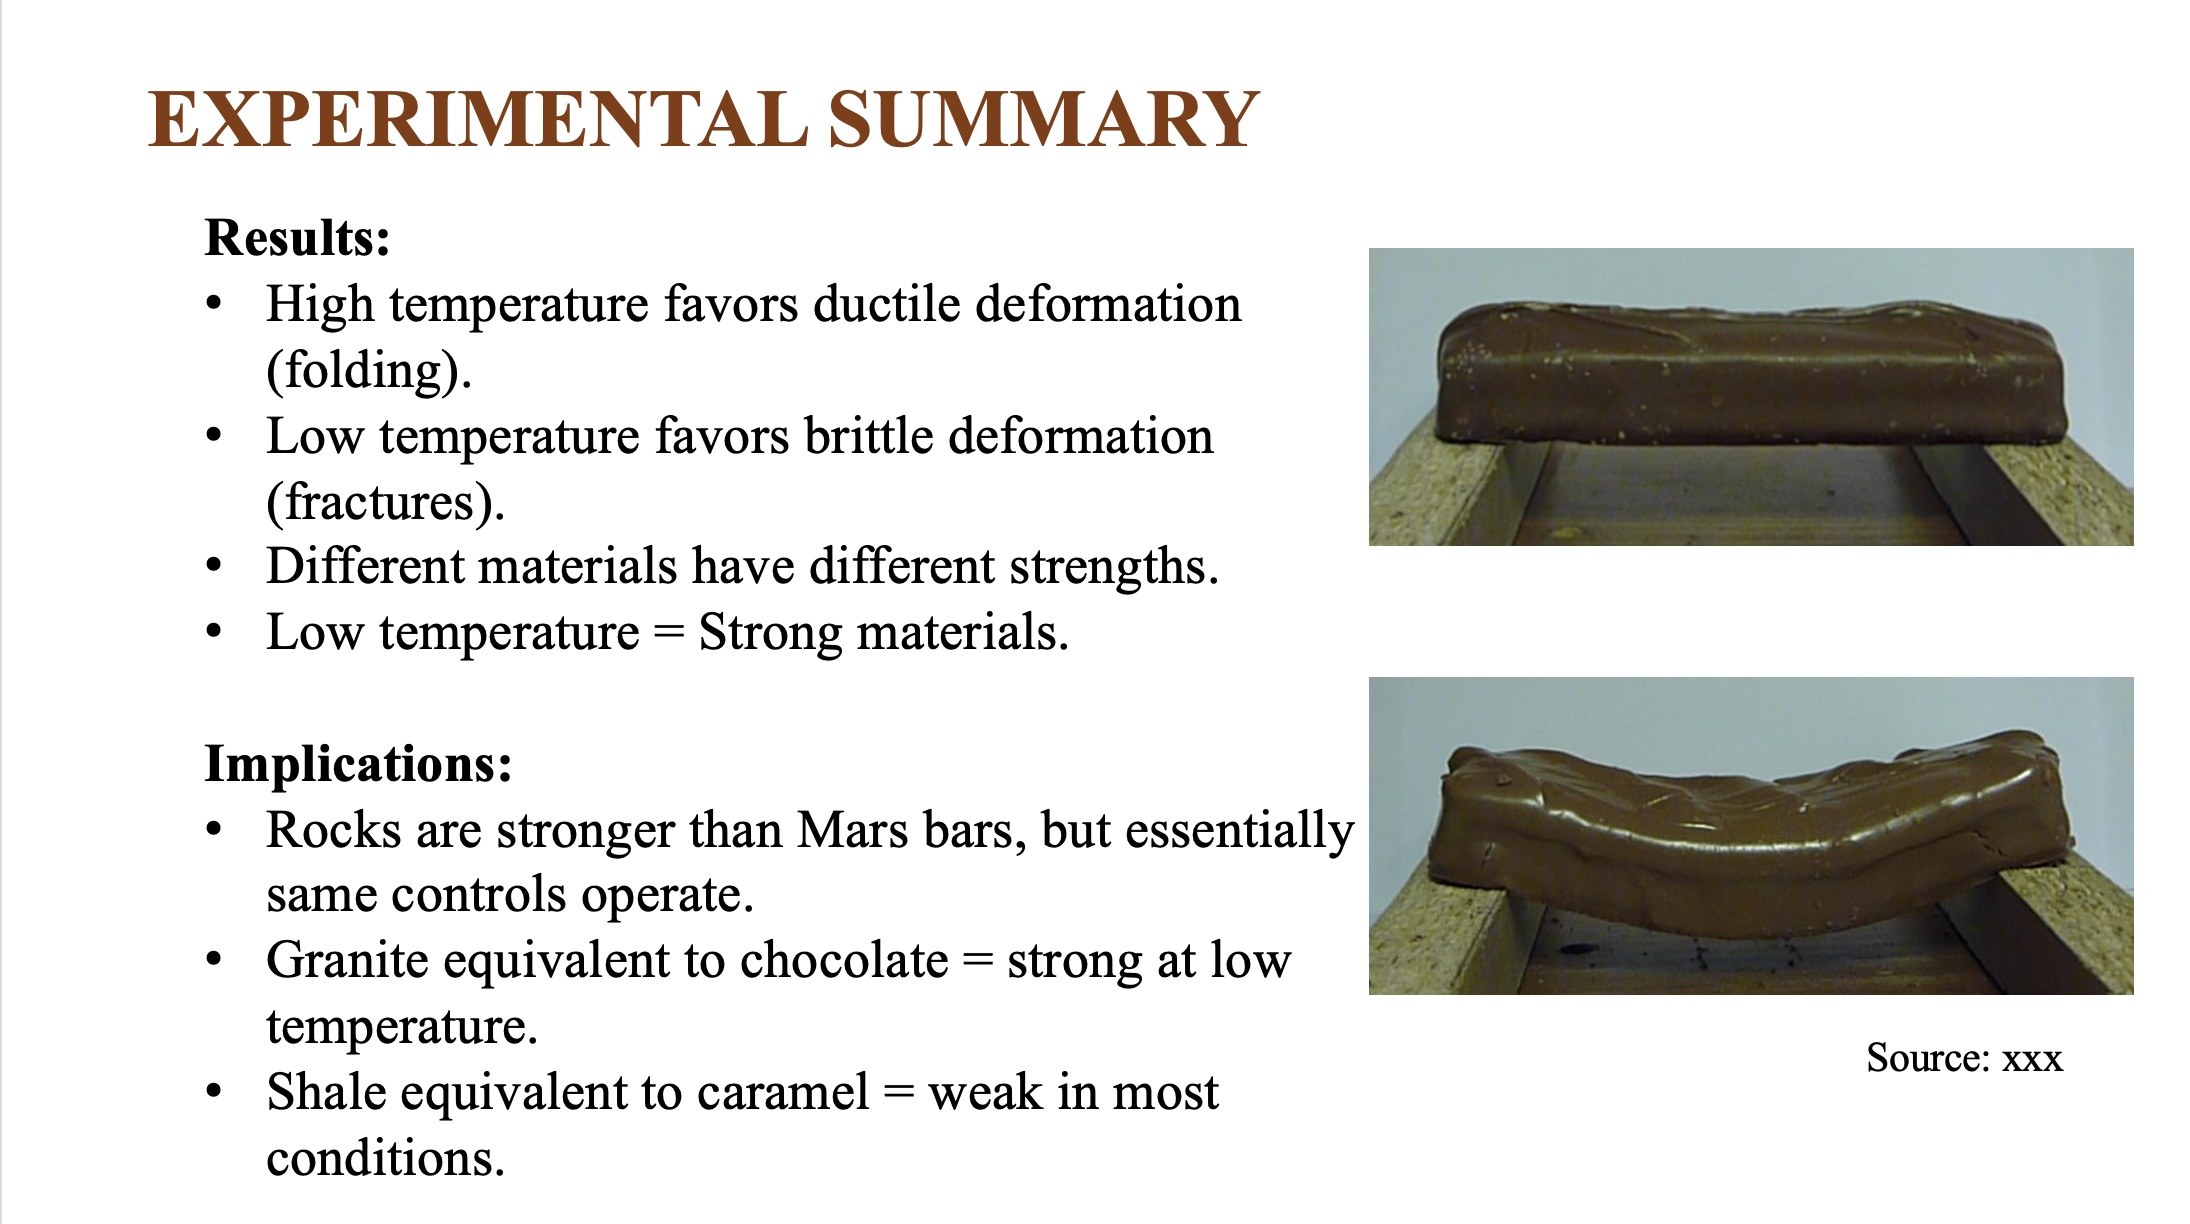 EXPERIMENTAL SUMMARY
Results:
• High temperature favors ductile deformation
(folding).
• Low temperature favors brittle deformation
(fractures).
• Different materials have different strengths.
• Low temperature = Strong materials.
Implications:
• Rocks are stronger than Mars bars, but essentially
same controls operate.
• Granite equivalent to chocolate = strong at low
temperature.
• Shale equivalent to caramel = weak in most
conditions.
Source: xxx